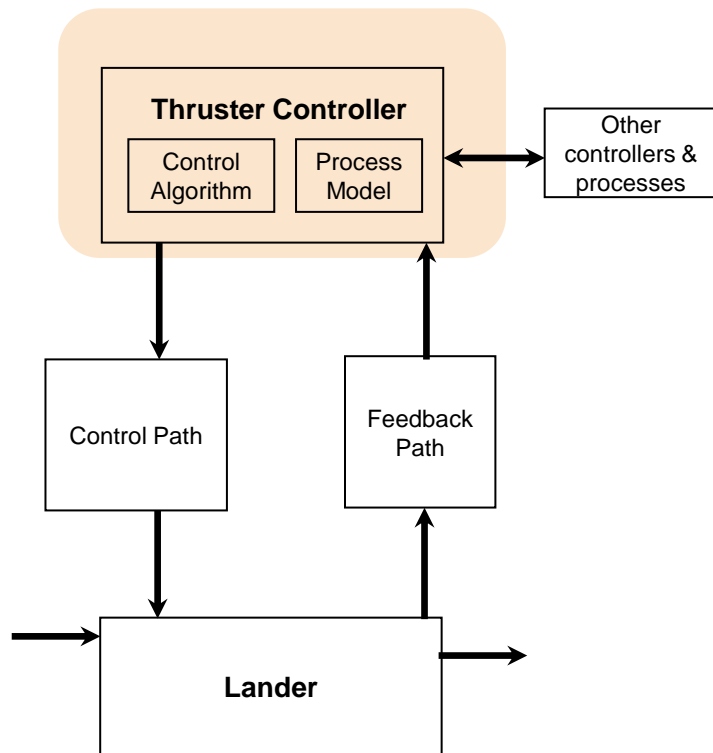 Thruster Controller
Control
Algorithm
Process
Model
Other
controllers &
processes
Control Path
Feedback
Path
Lander